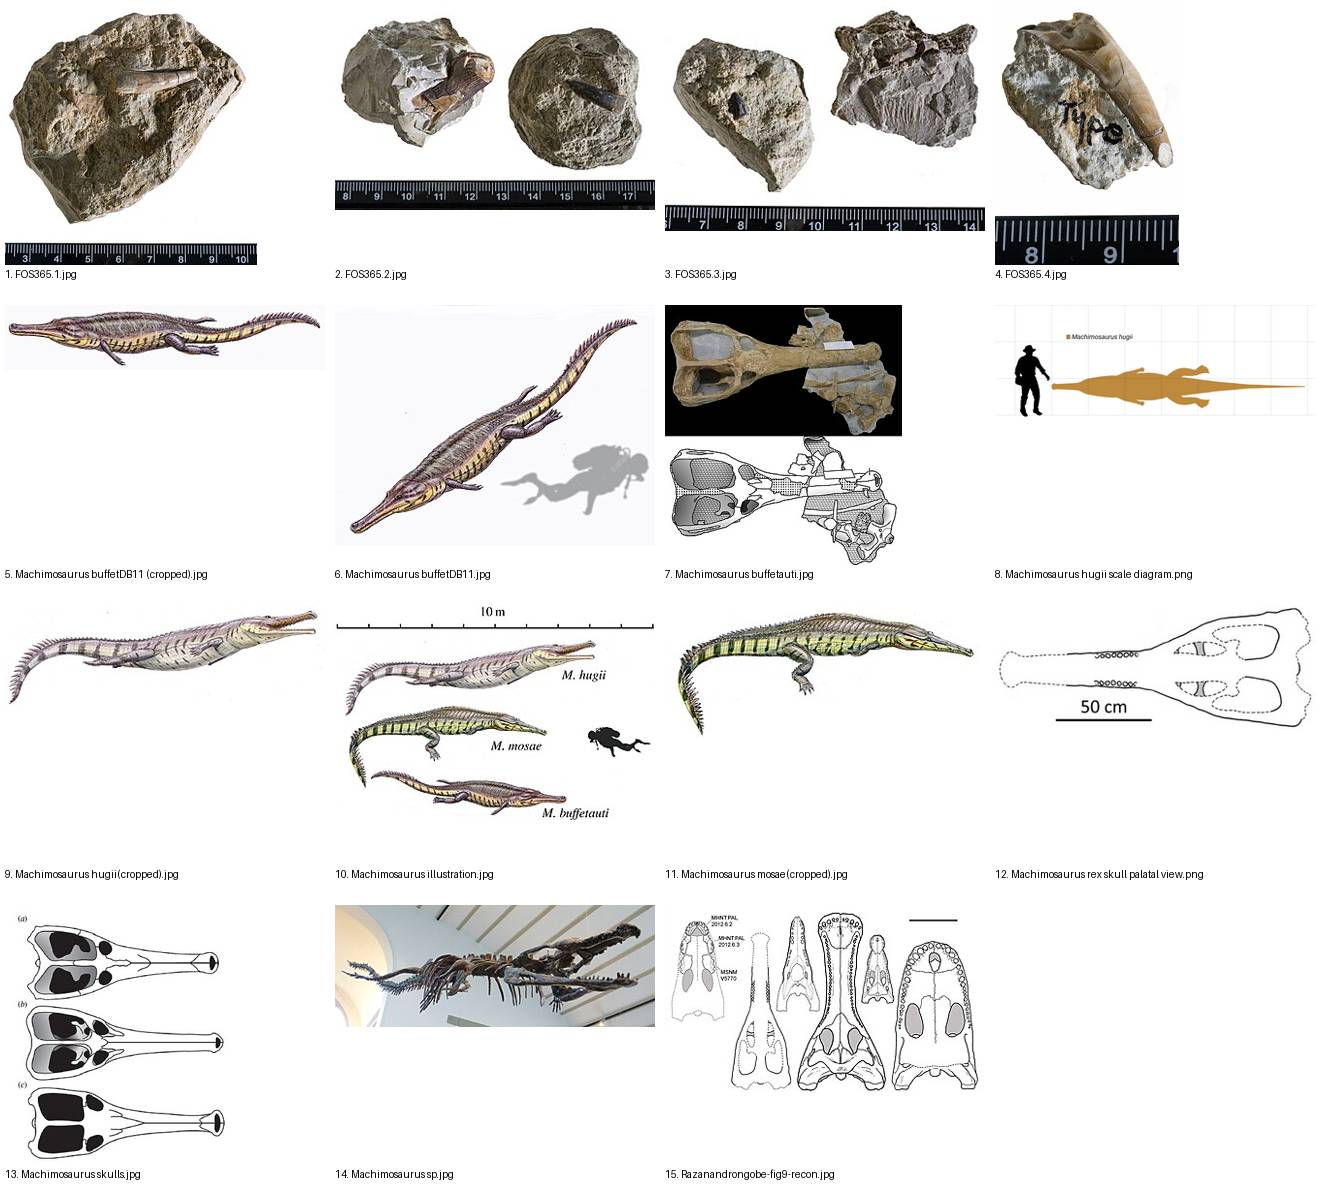 3 4 5 6 7 8 9 10
1. FOS365.1.jpg
8 9 10 11 12 13 14 15 16 17
2. FOS365.2.jpg
7 8 9 10 11 12 13 14
3. FOS365.3.jpg
Type
8 9
4. FOS365.4.jpg
5. Machimosaurus buffetDB11 (cropped).jpg
6. Machimosaurus buffetDB11.jpg
7. Machimosaurus buffetauti.jpg
Machimosaurus hugii
8. Machimosaurus hugii scale diagram.png
9. Machimosaurus hugii(cropped).jpg
10 m
M. hugii
M. mosae
M. buffetauti
10. Machimosaurus illustration.jpg
11. Machimosaurus mosae(cropped).jpg
50 cm
12. Machimosaurus rex skull palatal view.png
(a)
(b)
(c)
13. Machimosaurus skulls.jpg
14. Machimosaurus sp.jpg
MHNT PAL
2012.6.2
MHNT PAL
2012.6.3
MSNM
V5770
15. Razanandrongobe-fig9-recon.jpg